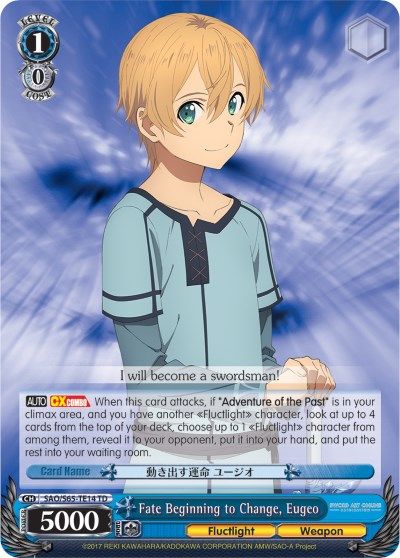 LEVEL
1
0
COST
I will become a swordsman!
AUTO CX COMBO When this card attacks, if "Adventure of the Past" is in your
climax area, and you have another «Fluctlight» character, look at up to 4
cards from the top of your deck, choose up to 1 «Fluctlight» character from
among them, reveal it to your opponent, put it into your hand, and put the
rest into your waiting room.
Card Name 動き出す運命 ユージオ
CH SAO/S65-TE14 TD
Fate Beginning to Change, Eugeo
POWER 5000 SOUL
Fluctlight Weapon
©2017 REKI KAWAHARA/KADOKAWA CORPORATION AMW/SAO-A Project